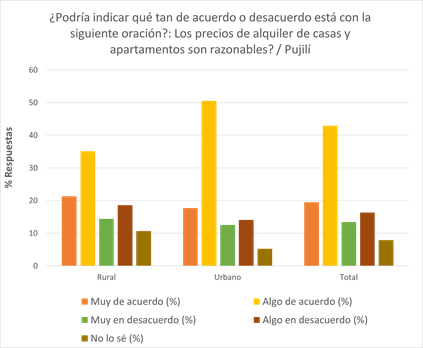 ¿Podría indicar qué tan de acuerdo o desacuerdo está con la
siguiente oración?: Los precios de alquiler de casas y
apartamentos son razonables? / Pujilí
% Respuestas
60
50
40
30
20
10
0
Rural
Urbano
Total
Muy de acuerdo (%)
Algo de acuerdo (%)
Muy en desacuerdo (%)
Algo en desacuerdo (%)
No lo sé (%)